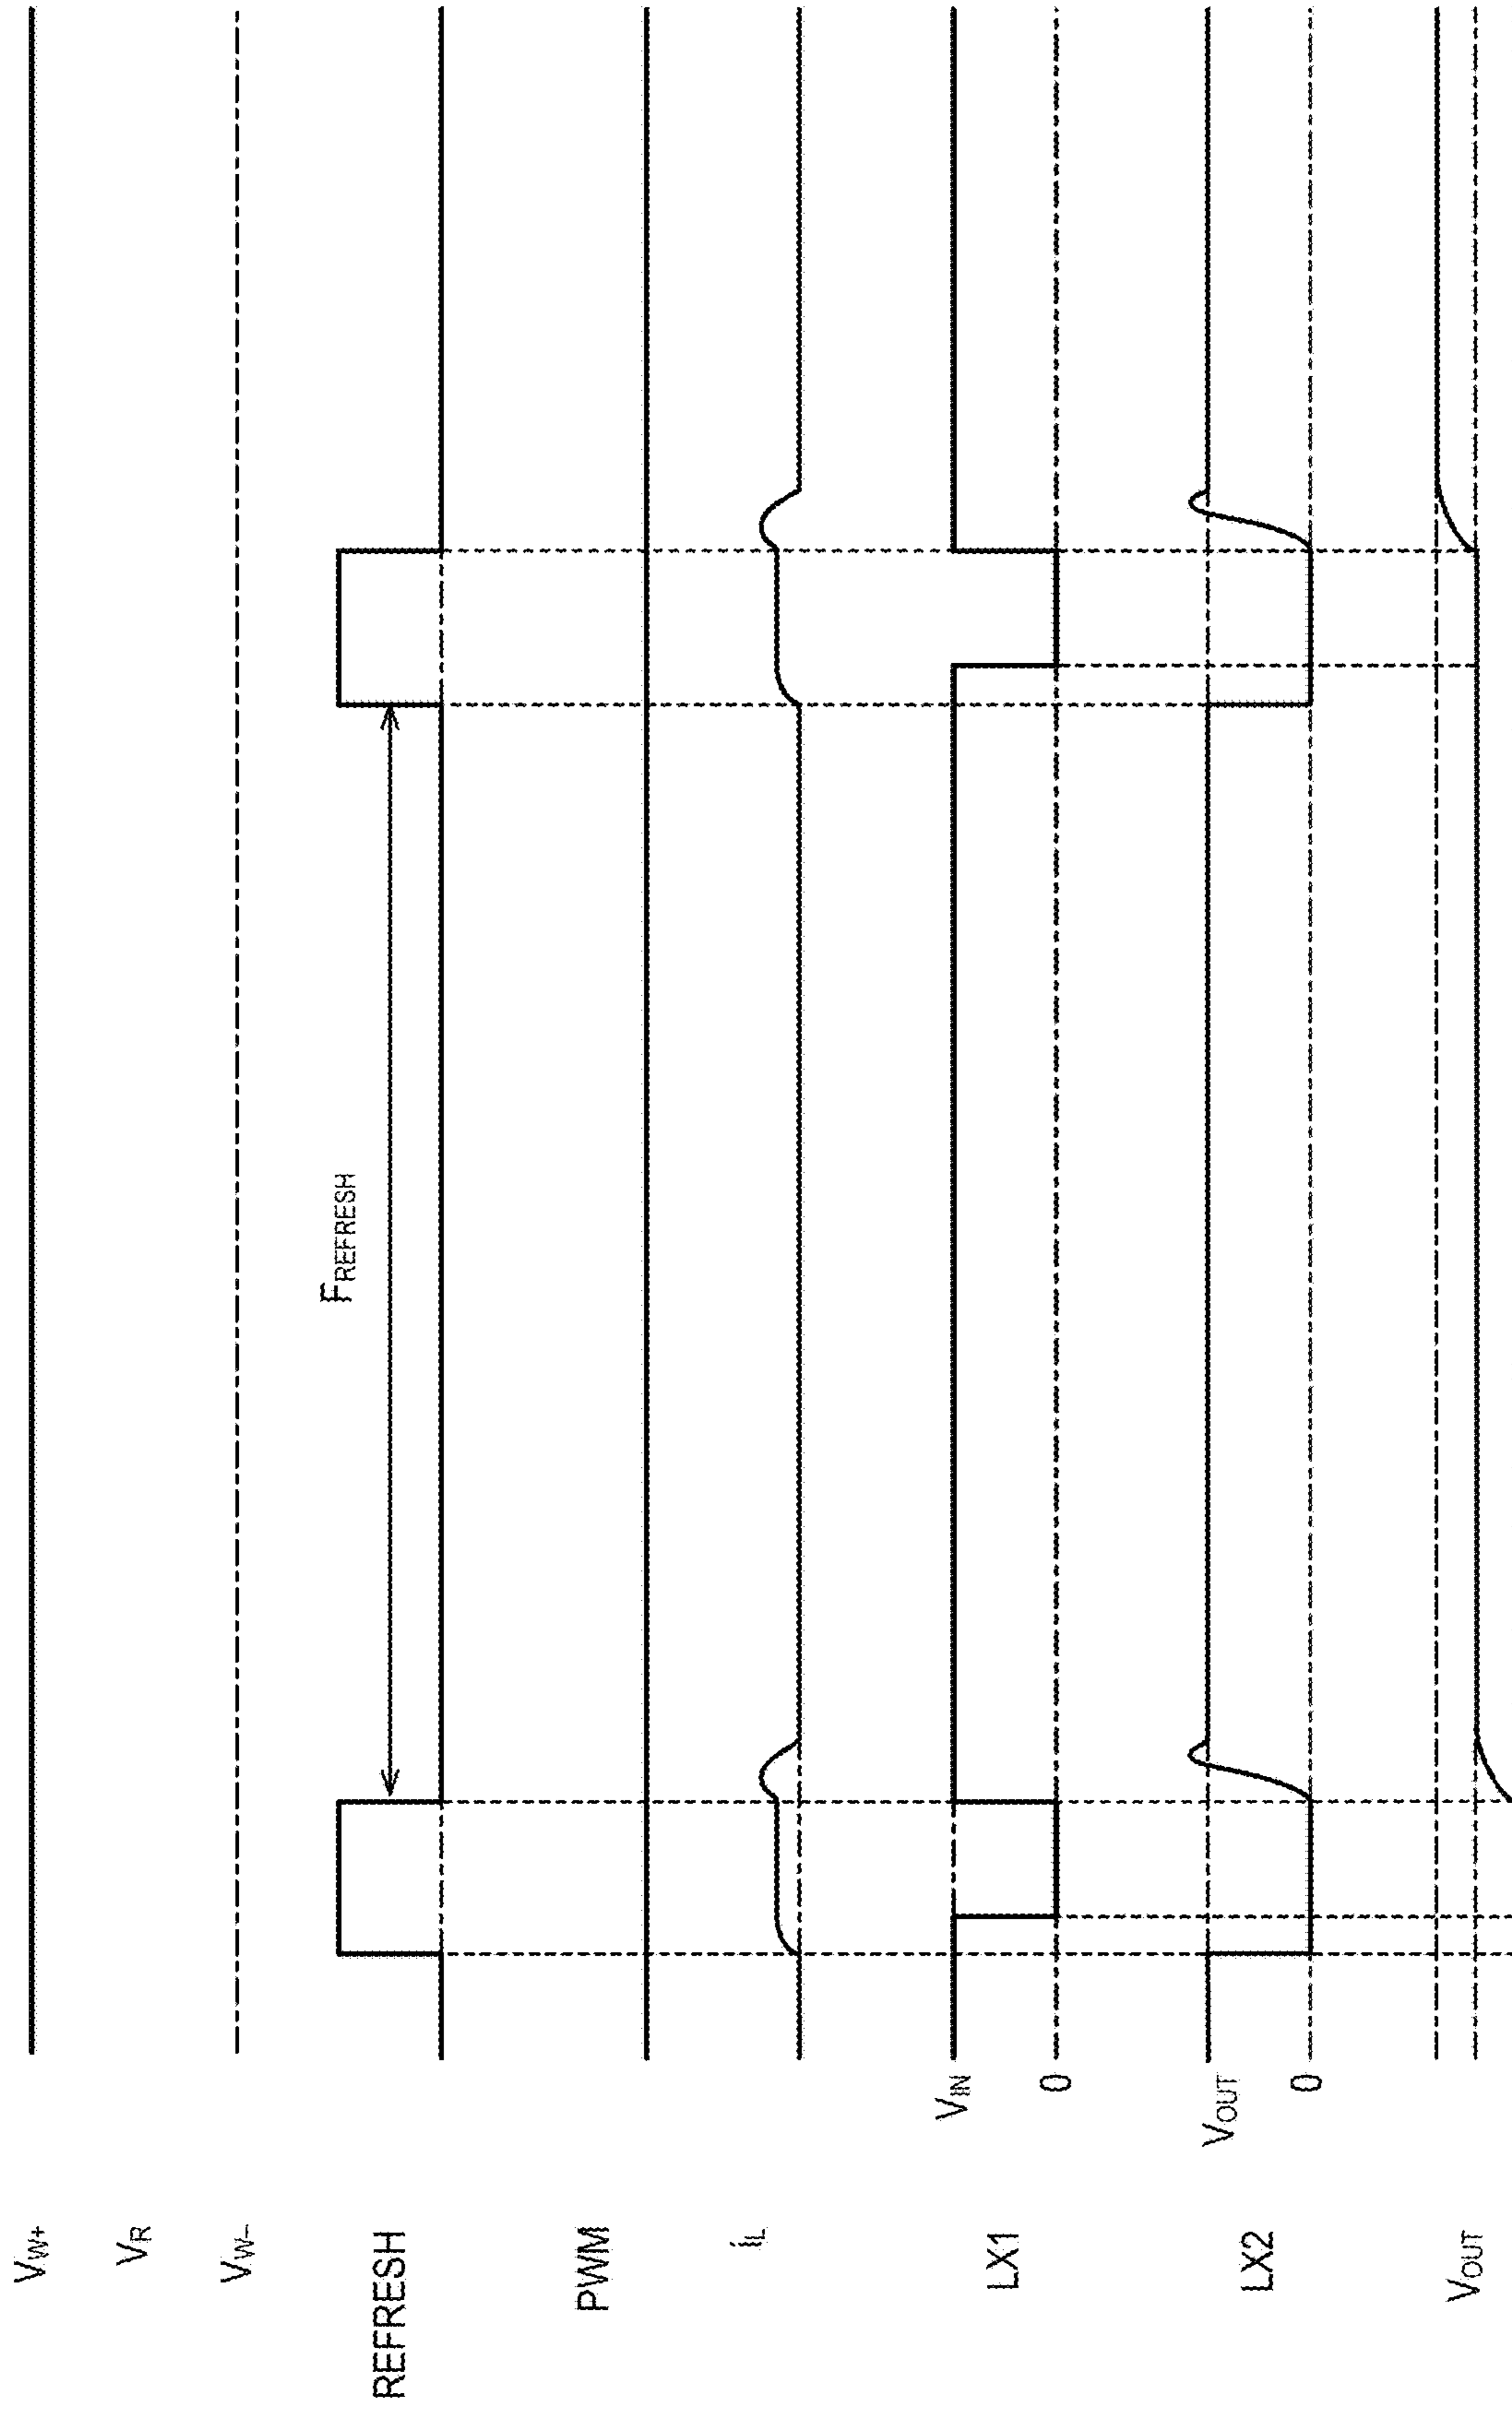 VW+
VR
VW-
REFRESH
FREFRESH
PWM
iL
LX1
VIN
0
LX2
VOUT
0
VOUT